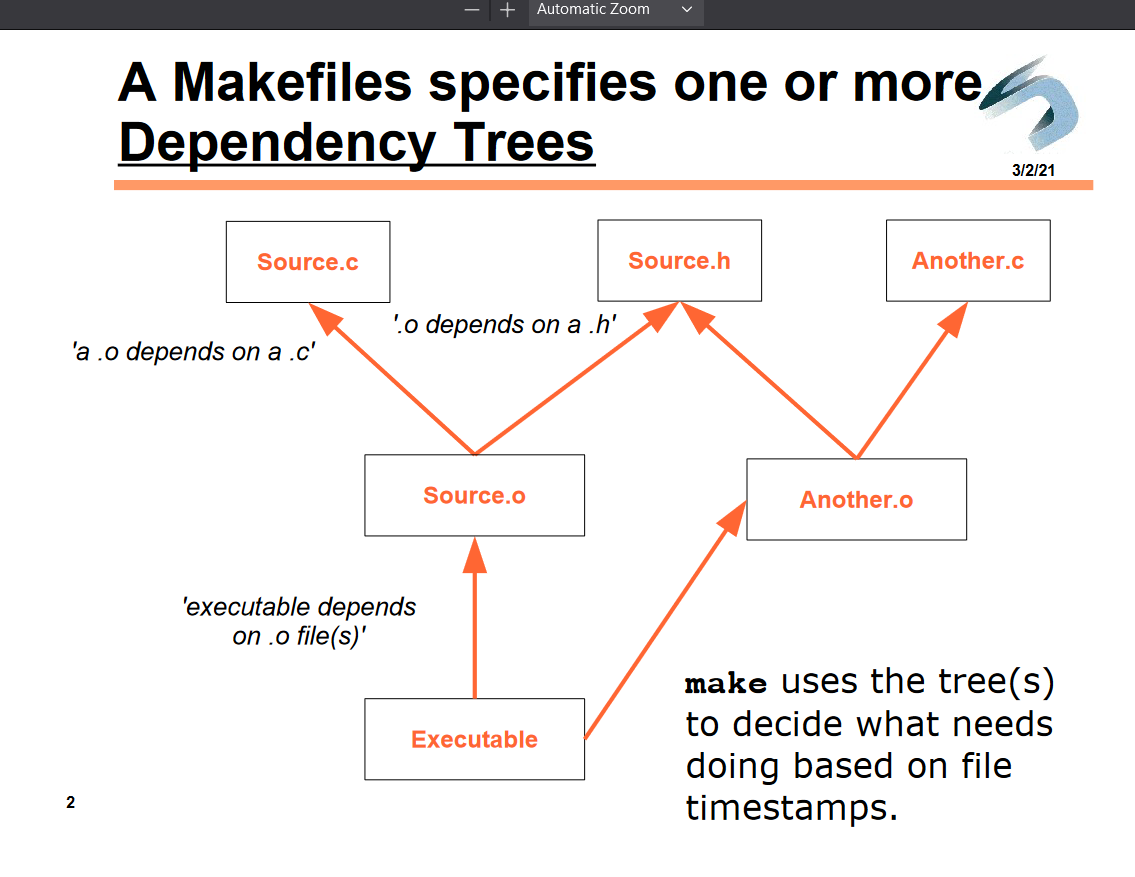 Automatic Zoom
A Makefiles specifies one or more
Dependency Trees
3/2/21
Source.c
Source.h
Another.c
'.o depends on a .h'
'a .o depends on a .c'
Source.o
Another.o
'executable depends
on .o file(s)'
Executable
make uses the tree(s)
to decide what needs
doing based on file
timestamps.
2